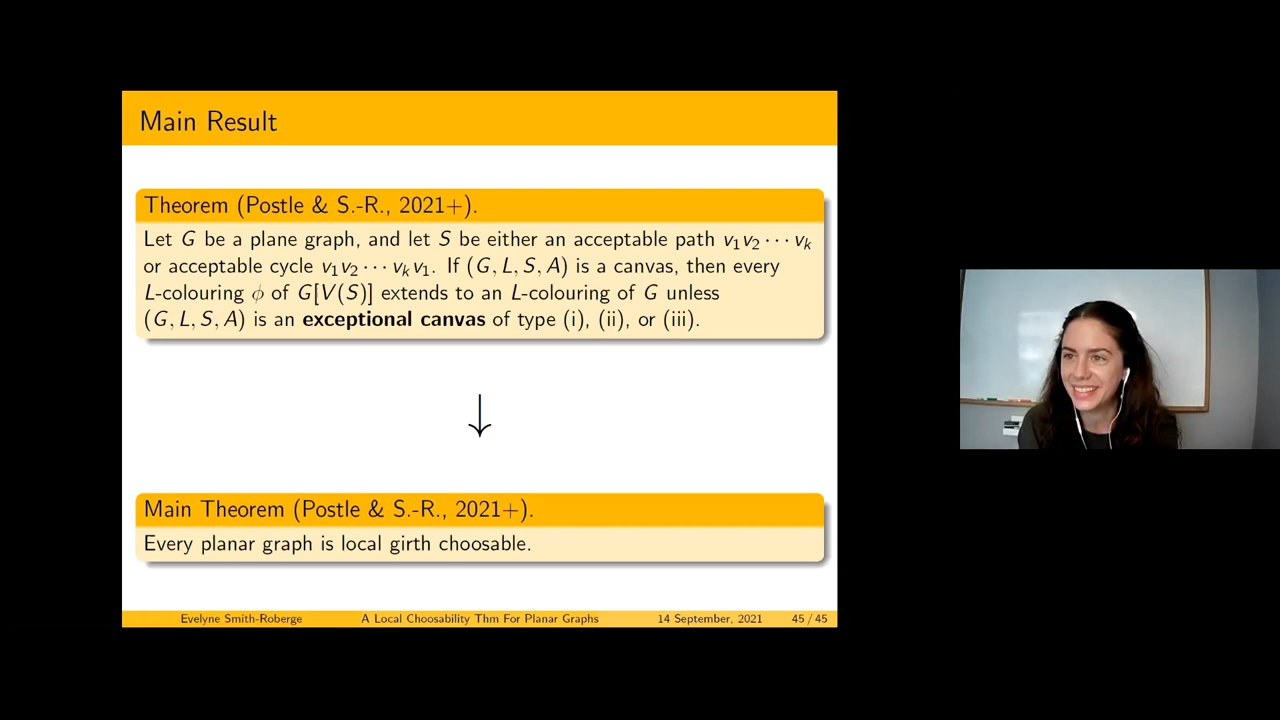 Main Result
Theorem (Postle & S.-R., 2021+).
Let G be a plane graph, and let S be either an acceptable path v₁v₂⋯vₖ
or acceptable cycle v₁v₂⋯vₖv₁. If (G, L, S, A) is a canvas, then every
L-colouring ϕ of G[V(S)] extends to an L-colouring of G unless
(G, L, S, A) is an exceptional canvas of type (i), (ii), or (iii).
↓
Main Theorem (Postle & S.-R., 2021+).
Every planar graph is local girth choosable.
Evelyne Smith-Roberge A Local Choosability Thm For Planar Graphs 14 September, 2021 45 / 45